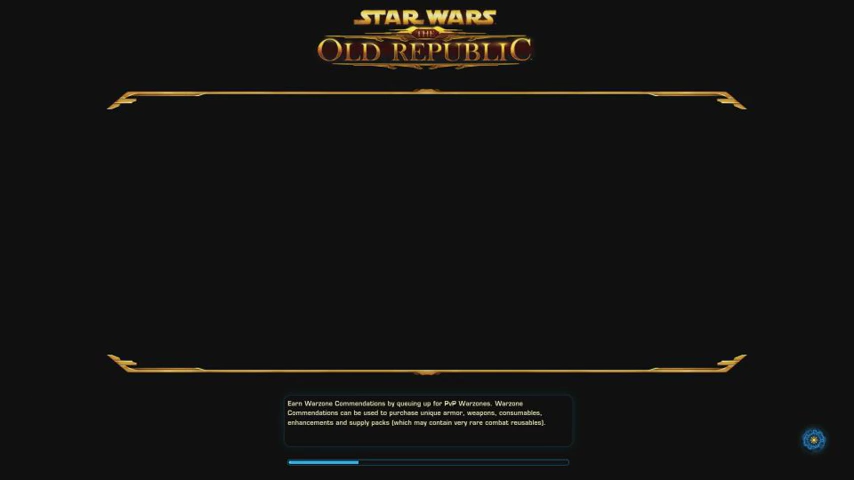 STAR WARS
THE
OLD REPUBLIC
Earn Warzone Commendations by queuing up for PvP Warzones. Warzone
Commendations can be used to purchase unique armor, weapons, consumables,
enhancements and supply packs (which may contain very rare combat reusables).